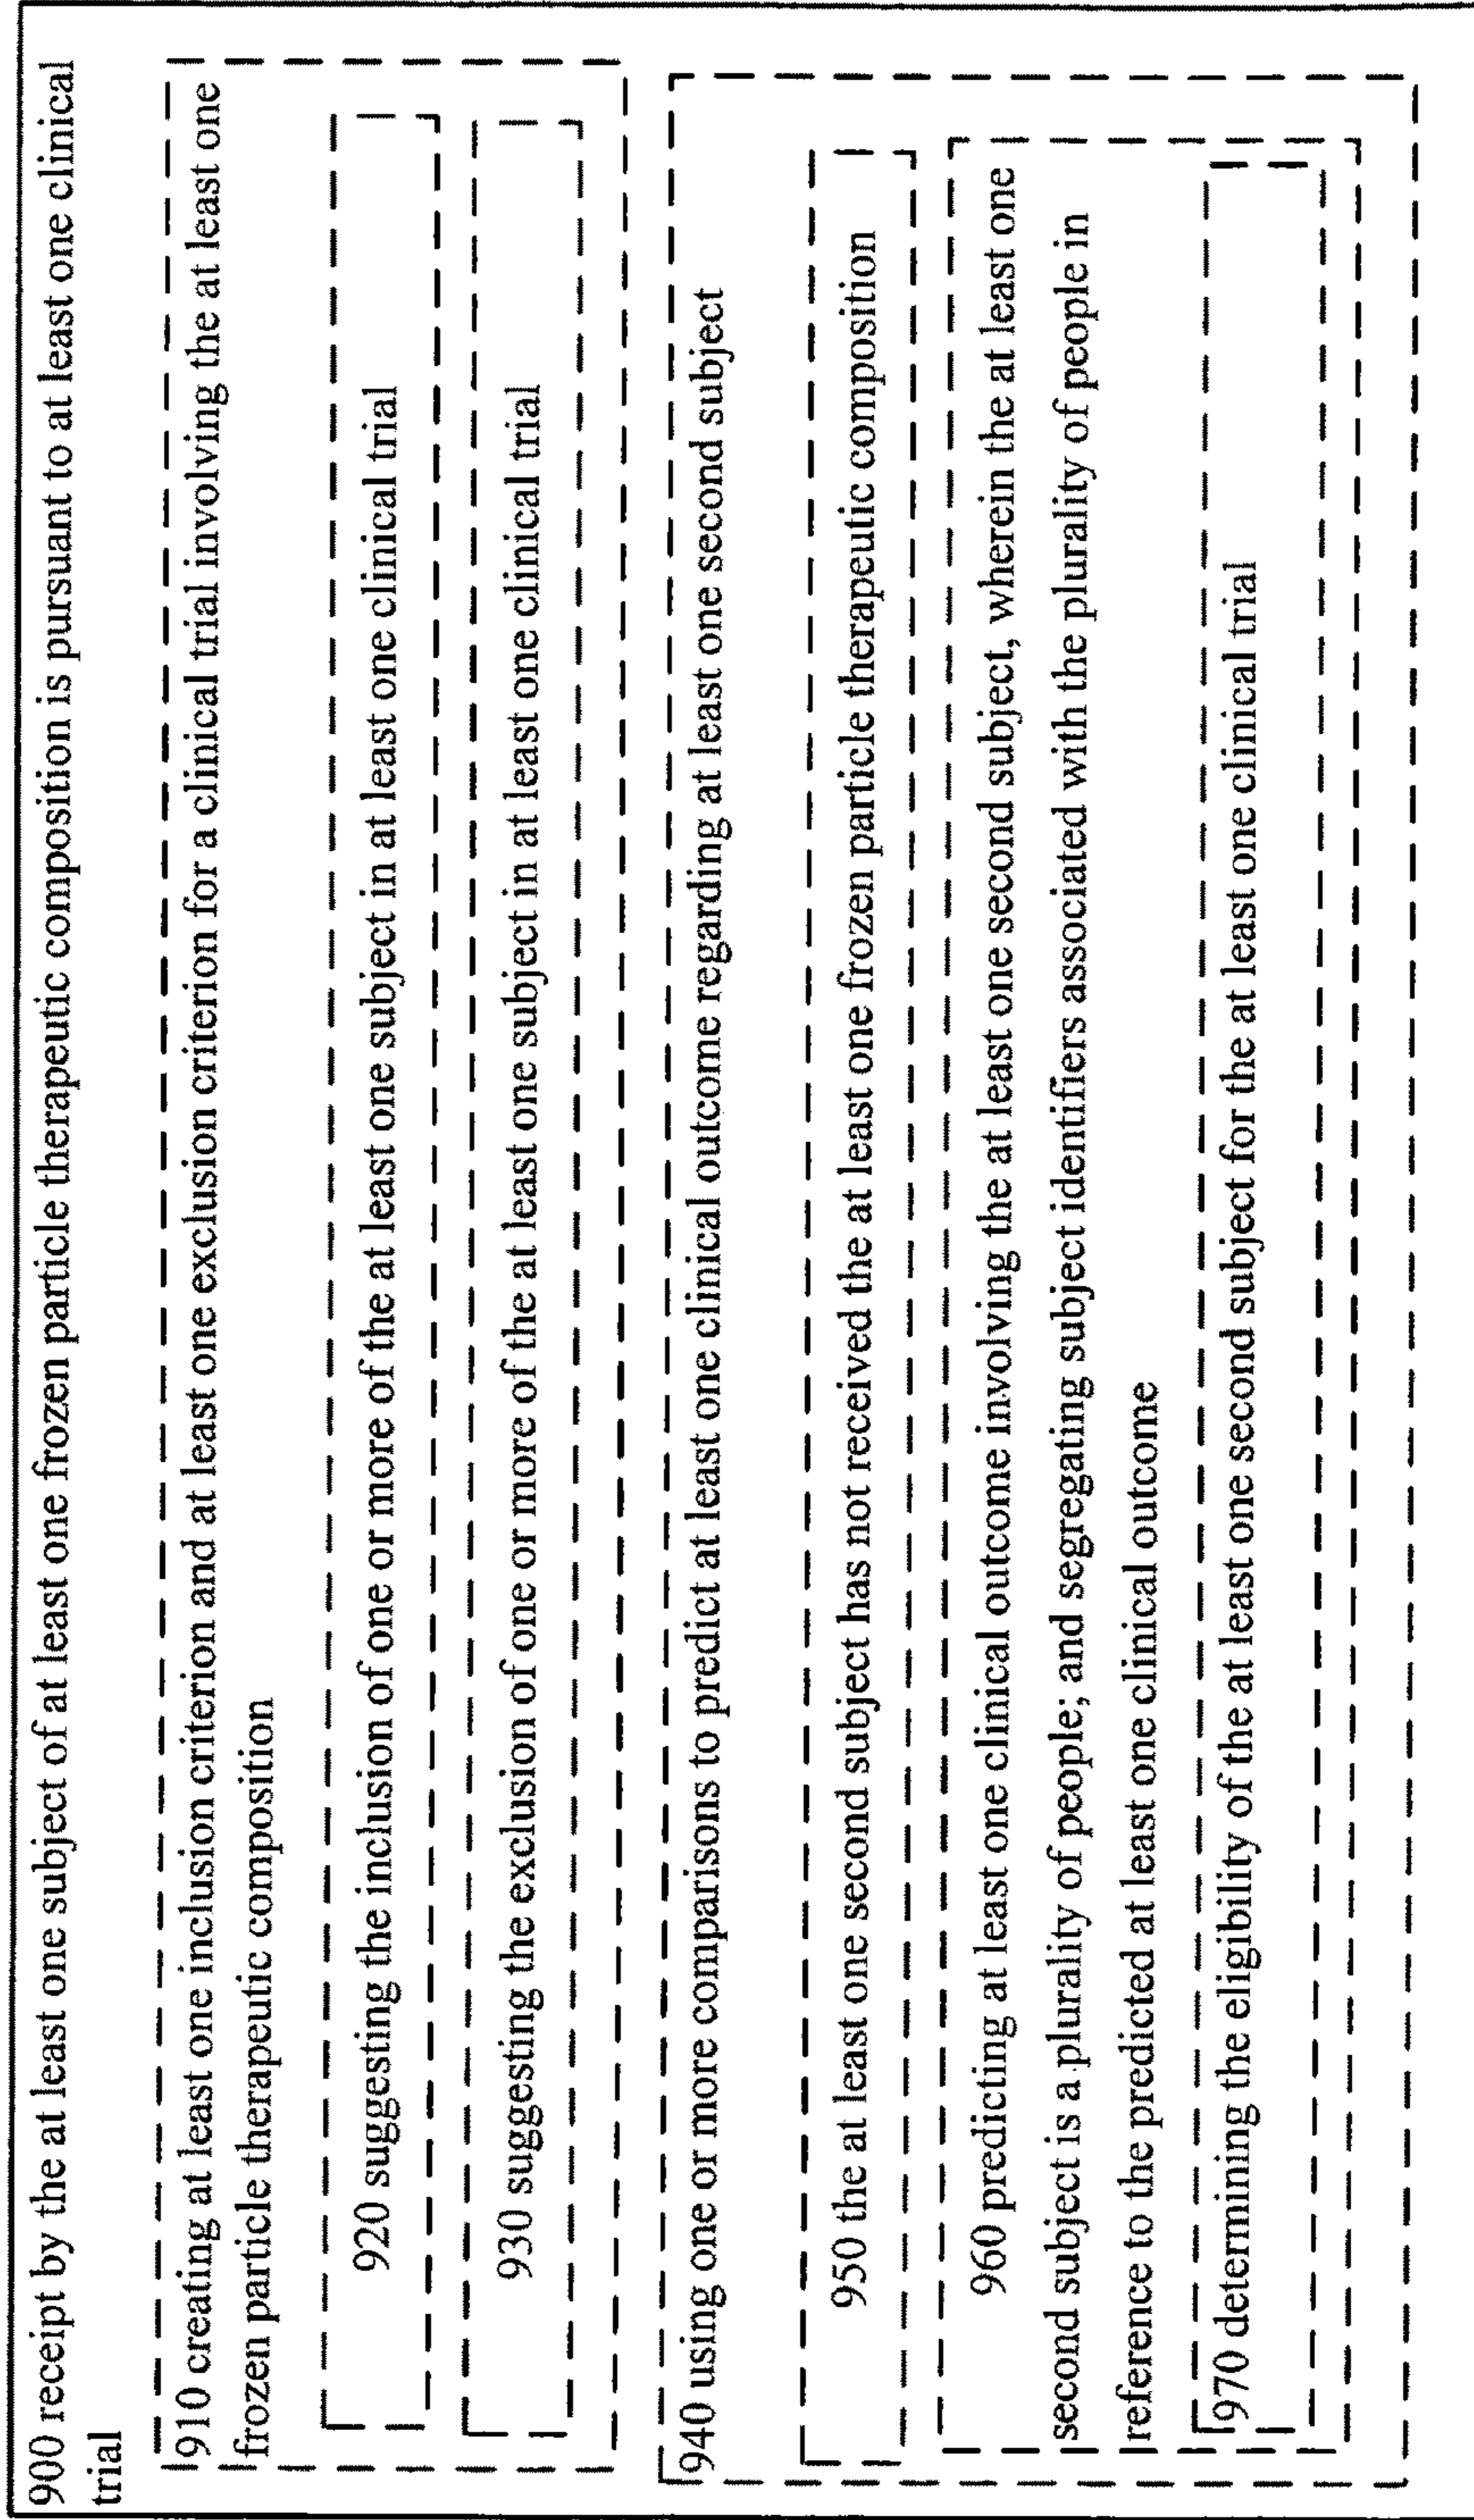 900 receipt by the at least one subject of at least one frozen particle therapeutic composition is pursuant to at least one clinical
trial
910 creating at least one inclusion criterion and at least one exclusion criterion for a clinical trial involving the at least one
frozen particle therapeutic composition
920 suggesting the inclusion of one or more of the at least one subject in at least one clinical trial
930 suggesting the exclusion of one or more of the at least one subject in at least one clinical trial
940 using one or more comparisons to predict at least one clinical outcome regarding at least one second subject
950 the at least one second subject has not received the at least one frozen particle therapeutic composition
960 predicting at least one clinical outcome involving the at least one second subject, wherein the at least one
second subject is a plurality of people; and segregating subject identifiers associated with the plurality of people in
reference to the predicted at least one clinical outcome
970 determining the eligibility of the at least one second subject for the at least one clinical trial